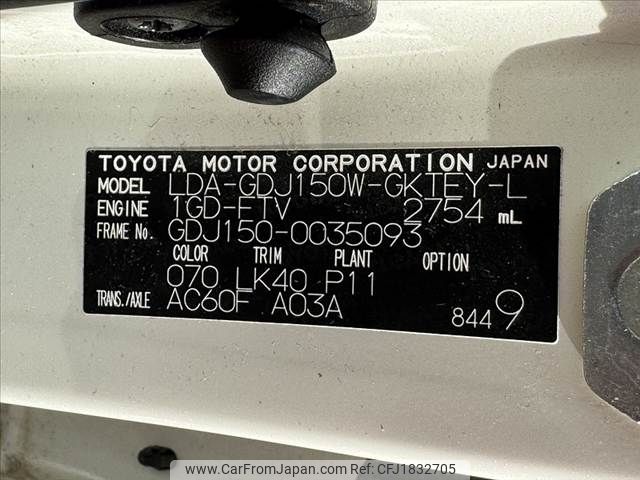 TOYOTA MOTOR CORPORATION JAPAN
MODEL LDA-GDJ150W-GKTEY-L
ENGINE 1GD-FTV 2754 mL
FRAME No. GDJ150-0035093
COLOR TRIM PLANT OPTION
070 LK40 P11
TRANS./AXLE AC60F A03A
8449
www.CarFromJapan.com Ref: CFJ1832705